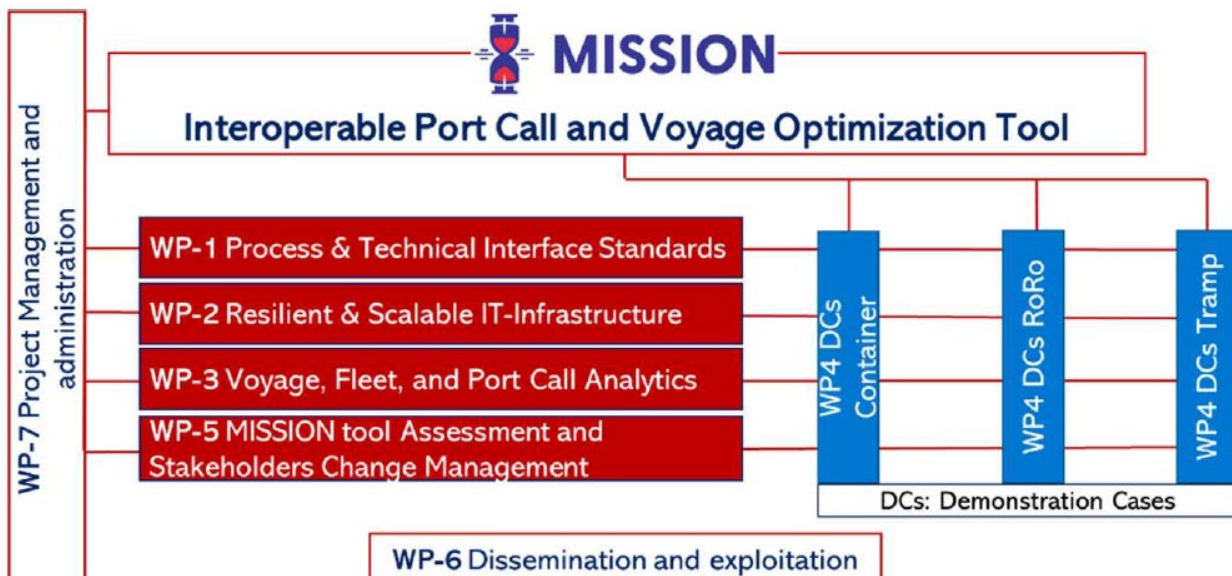 MISSION
Interoperable Port Call and Voyage Optimization Tool
WP-7 Project Management and
administration
WP-1 Process & Technical Interface Standards
WP-2 Resilient & Scalable IT-Infrastructure
WP-3 Voyage, Fleet, and Port Call Analytics
WP-5 MISSION tool Assessment and
Stakeholders Change Management
WP4 DCs
Container
WP4 DCs RoRo
WP4 DCs Tramp
DCs: Demonstration Cases
WP-6 Dissemination and exploitation